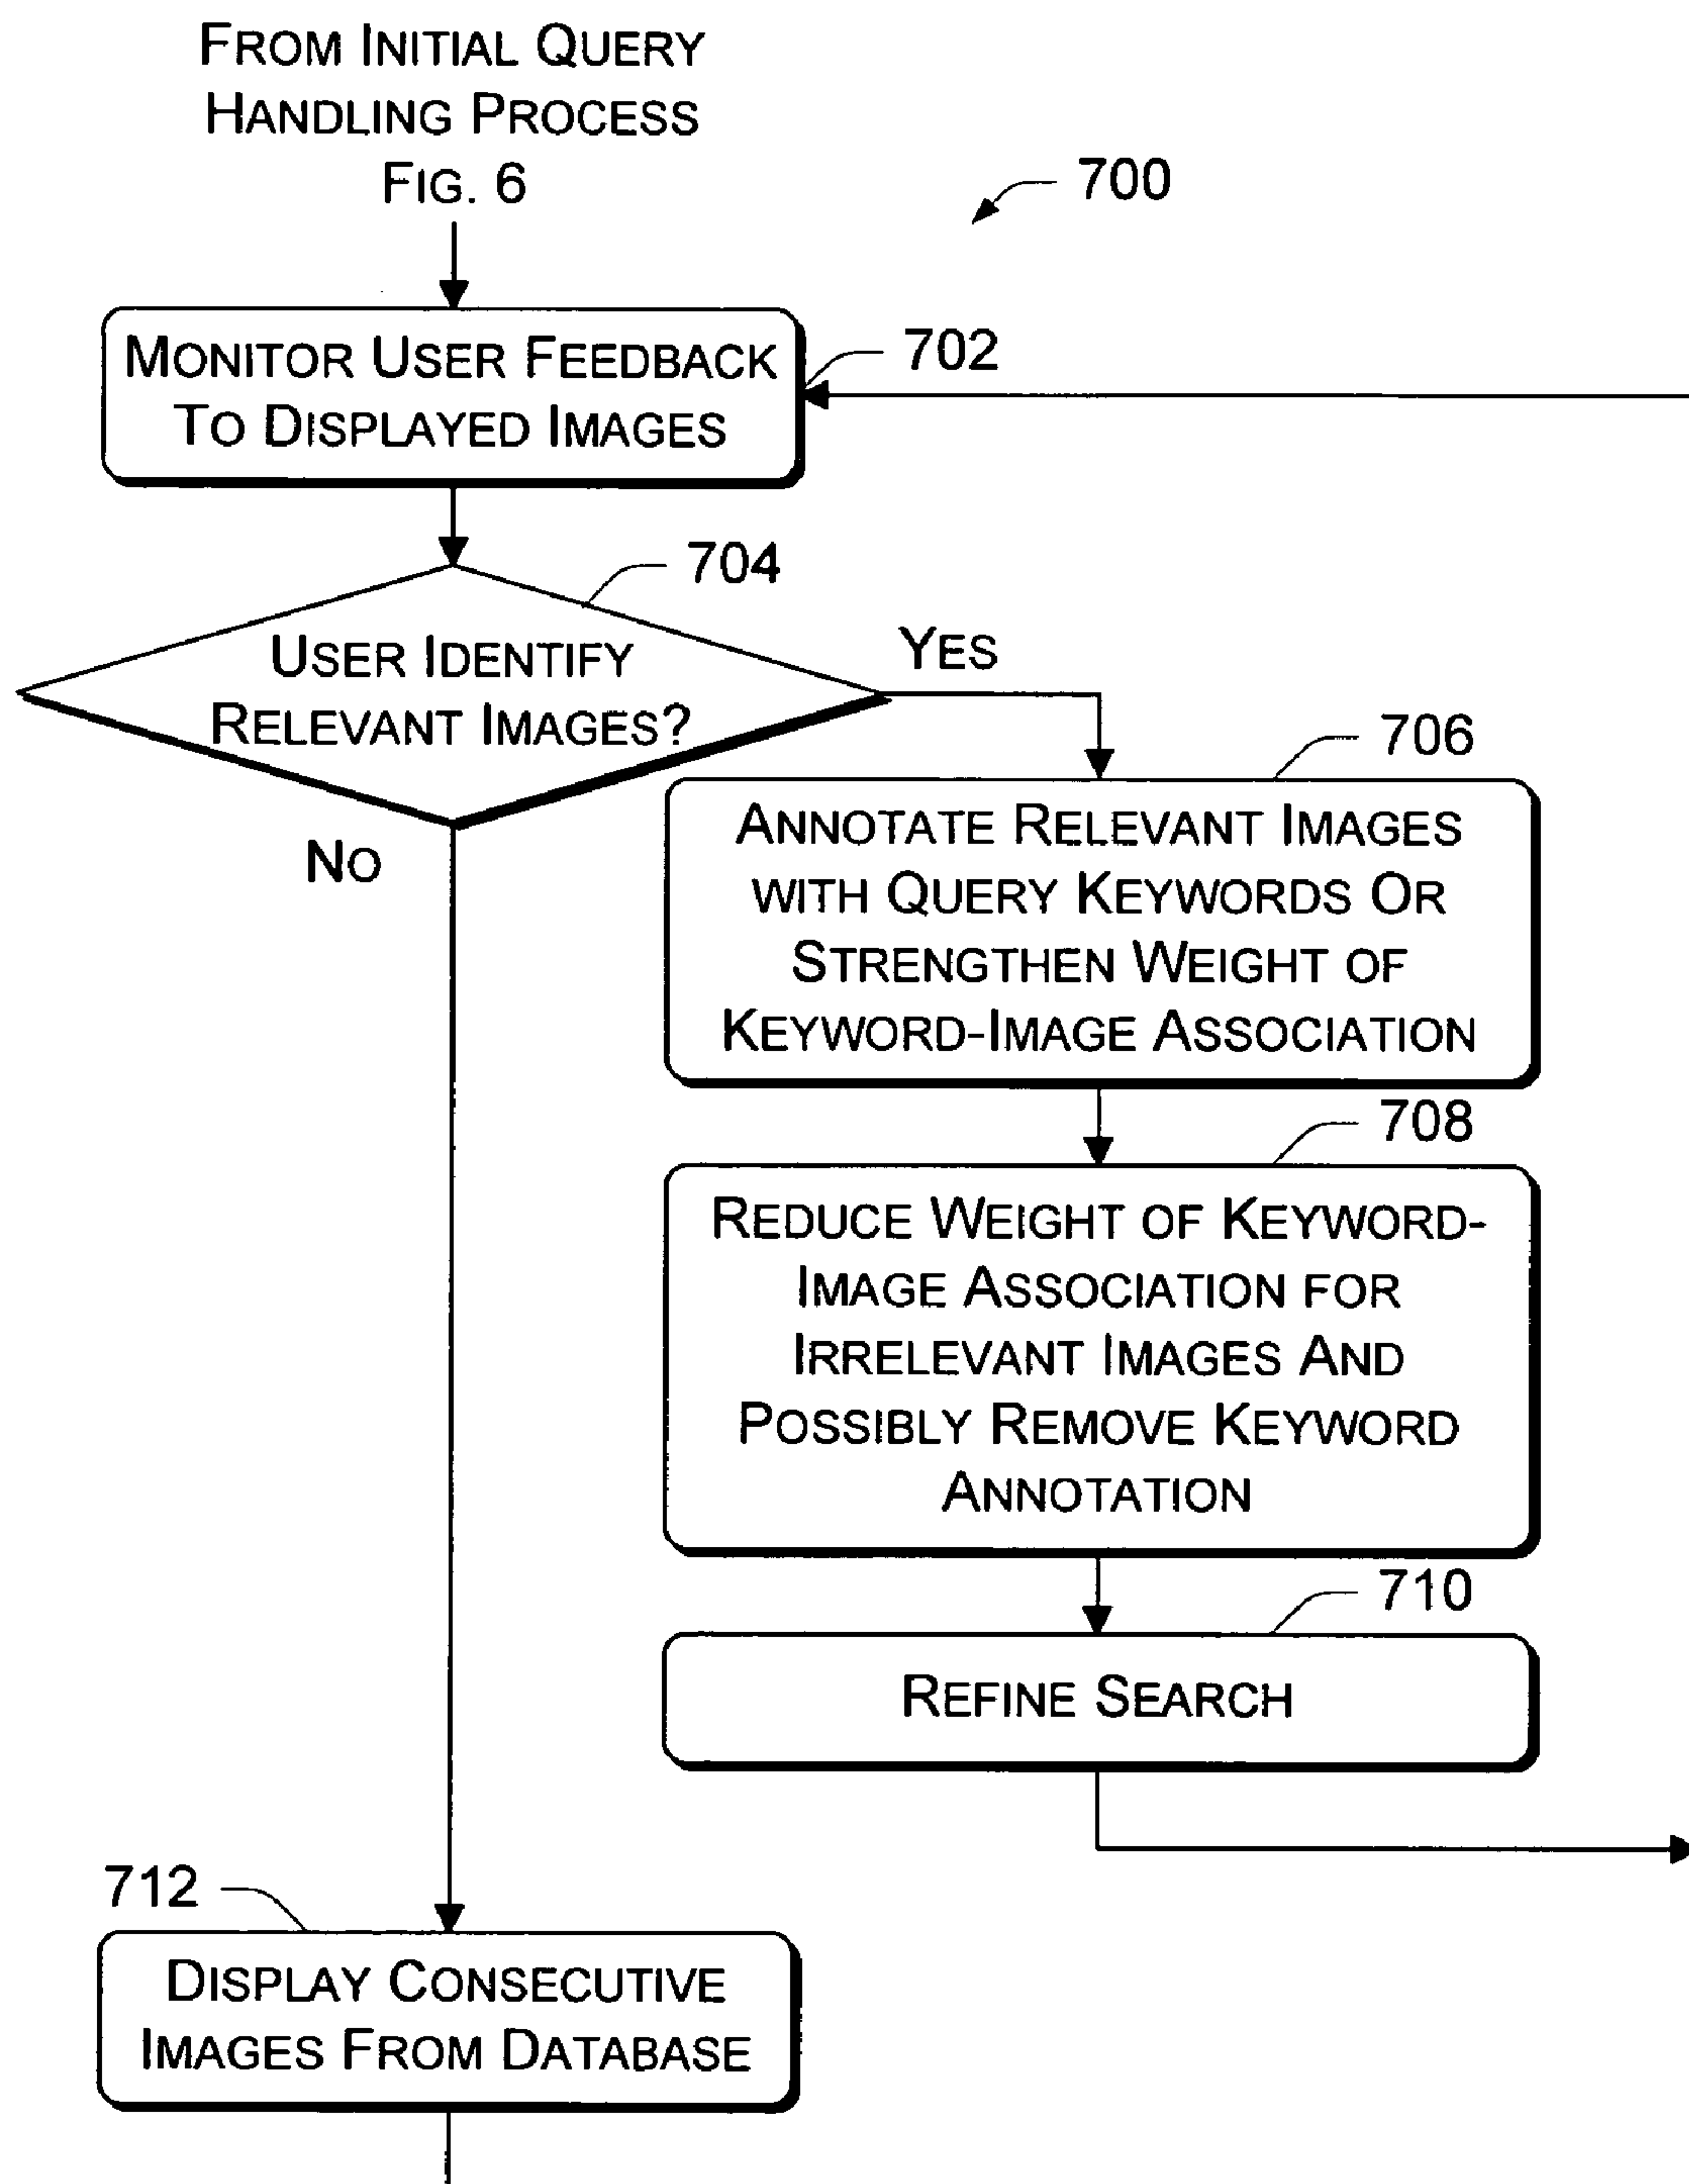 FROM INITIAL QUERY
HANDLING PROCESS
FIG. 6
700
MONITOR USER FEEDBACK
TO DISPLAYED IMAGES
702
704
USER IDENTIFY
RELEVANT IMAGES?
YES
NO
706
ANNOTATE RELEVANT IMAGES
WITH QUERY KEYWORDS OR
STRENGTHEN WEIGHT OF
KEYWORD-IMAGE ASSOCIATION
708
REDUCE WEIGHT OF KEYWORD-
IMAGE ASSOCIATION FOR
IRRELEVANT IMAGES AND
POSSIBLY REMOVE KEYWORD
ANNOTATION
710
REFINE SEARCH
712
DISPLAY CONSECUTIVE
IMAGES FROM DATABASE